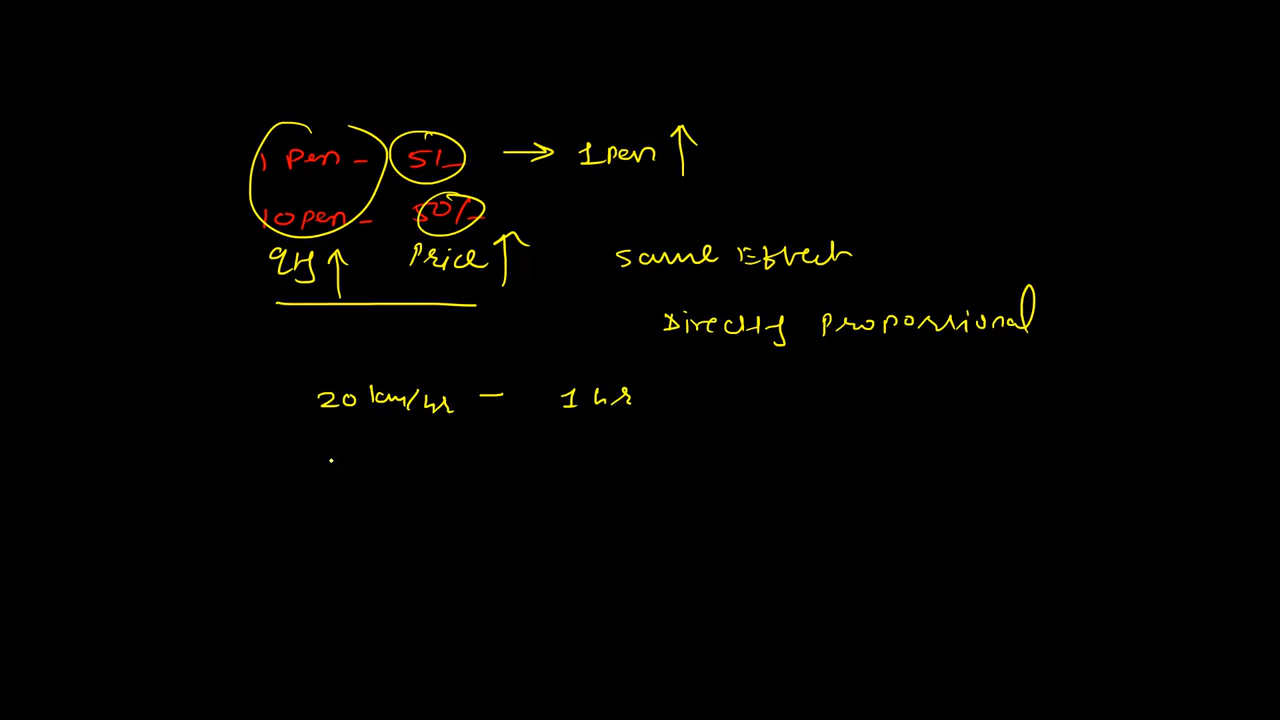 1 Pen - 5/- → 1 Pen ↑
10 pen - 50/-
qty ↑ Price ↑ Same Effect
Directly Proportional
20 km/hr - 1 hr